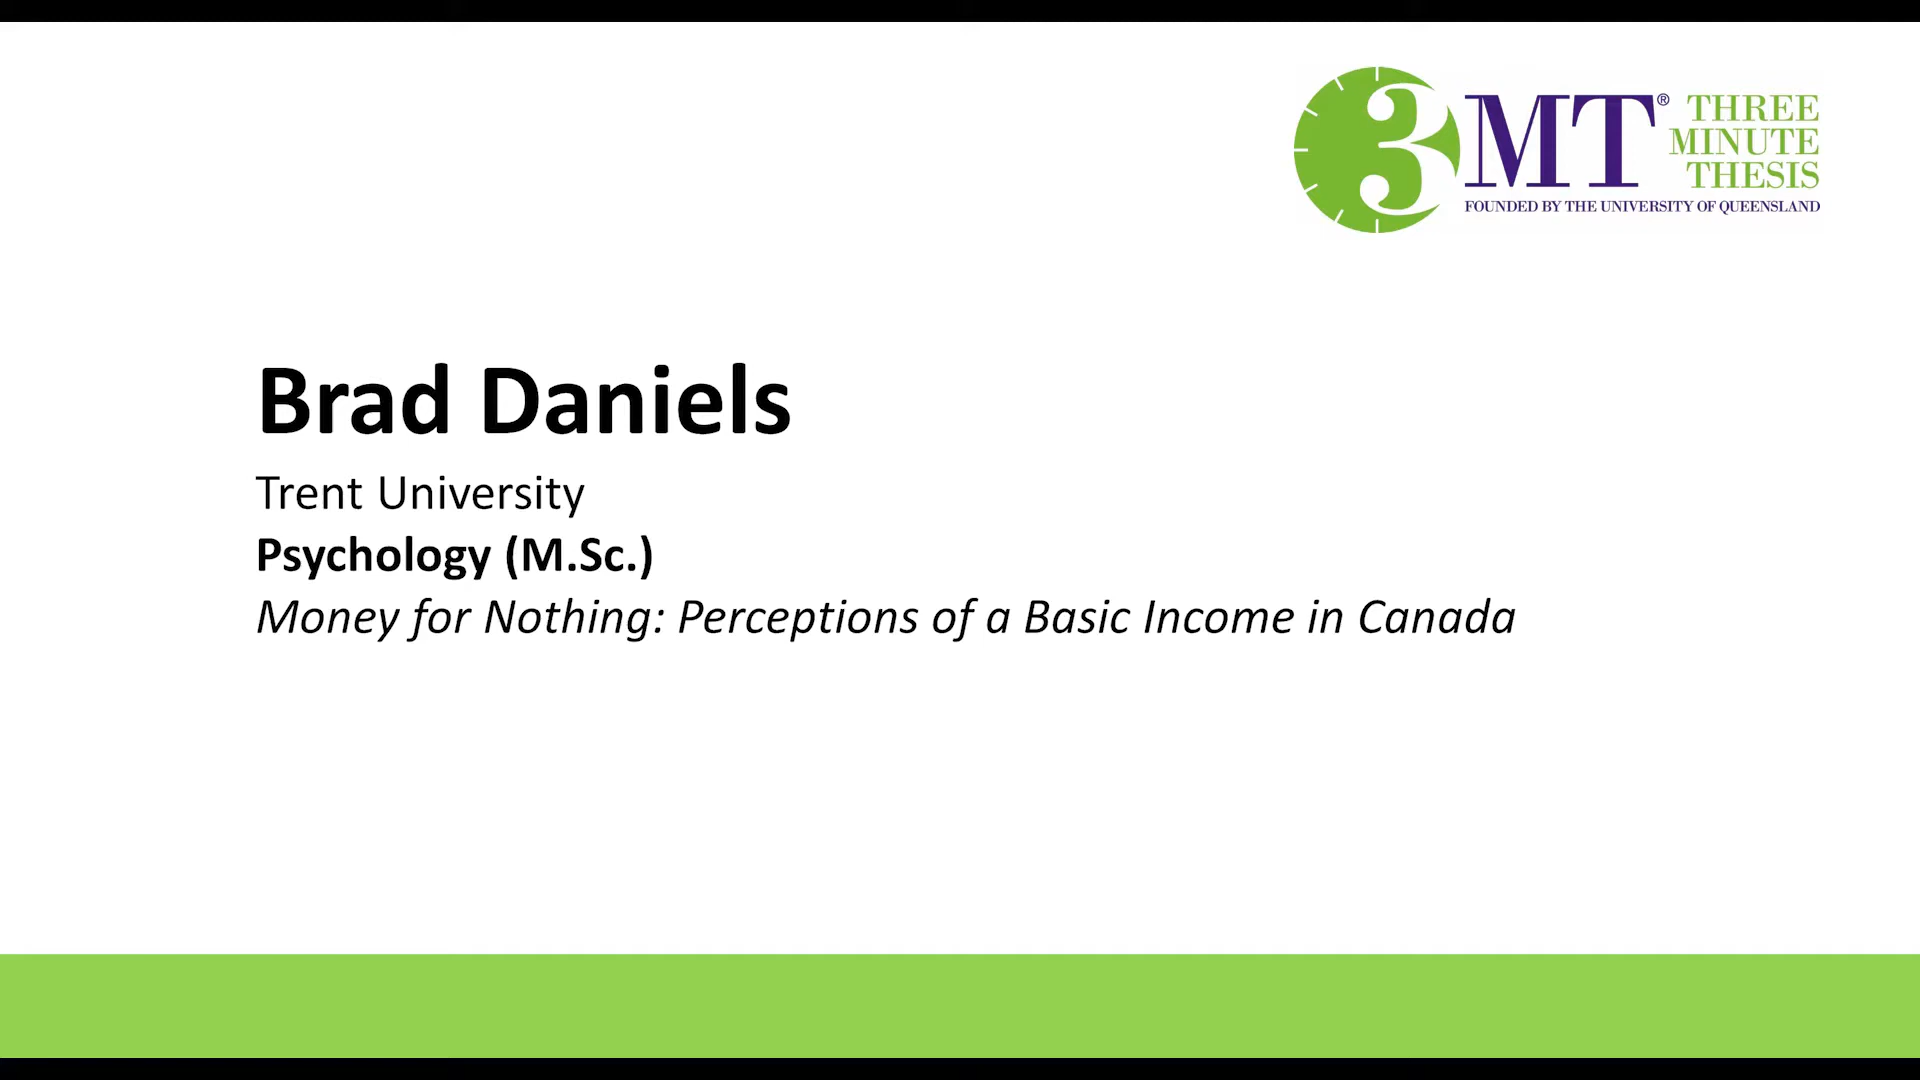 3MT® THREE
MINUTE
THESIS
FOUNDED BY THE UNIVERSITY OF QUEENSLAND
Brad Daniels
Trent University
Psychology (M.Sc.)
Money for Nothing: Perceptions of a Basic Income in Canada